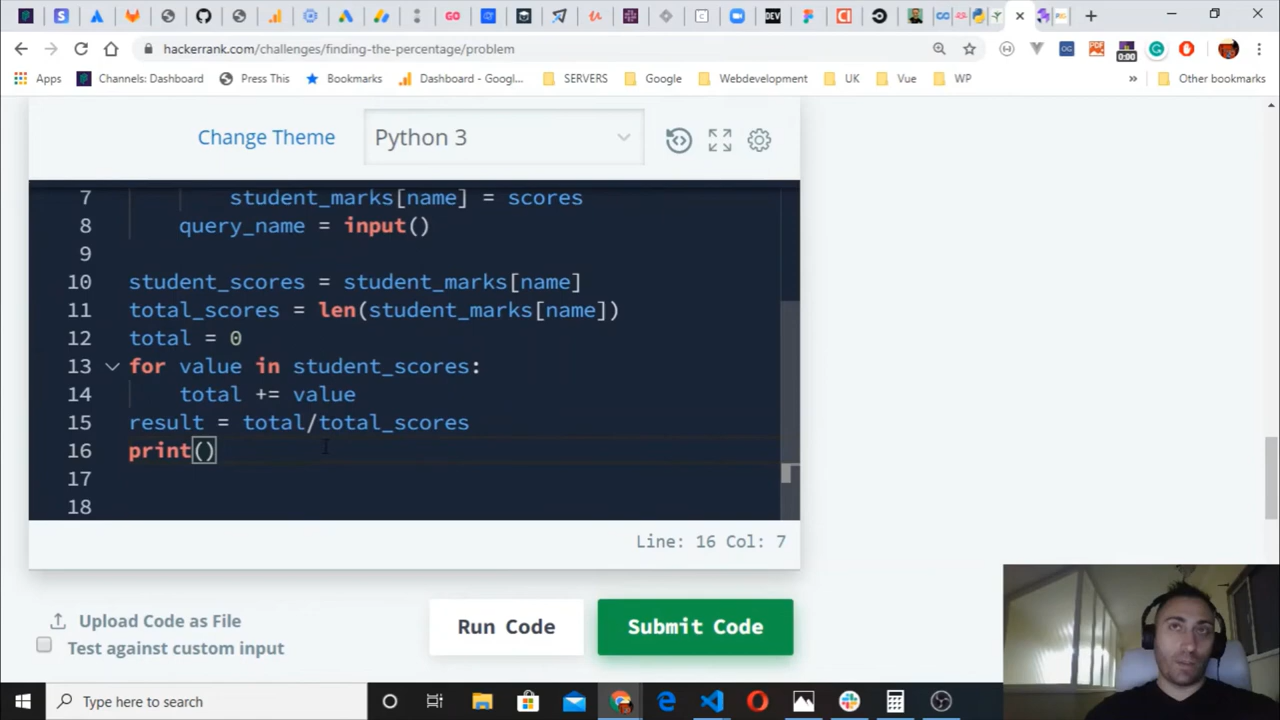 GO
DEV
hackerrank.com/challenges/finding-the-percentage/problem
0:00
Apps
Channels: Dashboard
Press This
Bookmarks
Dashboard - Googl...
SERVERS
Google
Webdevelopment
UK
Vue
WP
»
Other bookmarks
Change Theme
Python 3
7 student_marks[name] = scores
8 query_name = input()
9
10 student_scores = student_marks[name]
11 total_scores = len(student_marks[name])
12 total = 0
13 for value in student_scores:
14 total += value
15 result = total/total_scores
16 print()
17
18
Line: 16 Col: 7
Upload Code as File
Run Code
Submit Code
Test against custom input
Type here to search